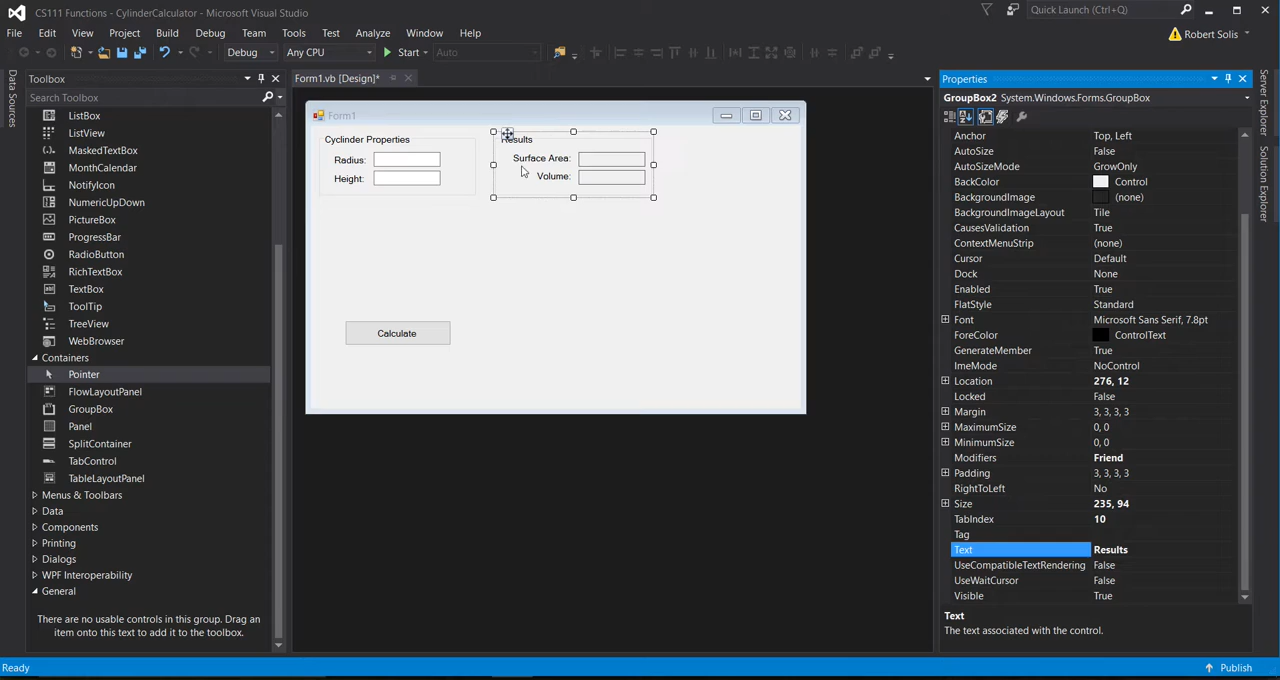 CS111 Functions - CylinderCalculator - Microsoft Visual Studio
Quick Launch (Ctrl+Q)
File Edit View Project Build Debug Team Tools Test Analyze Window Help
Robert Solis
Debug Any CPU Start Auto
Data Sources
Toolbox
Search Toolbox
ListBox
ListView
MaskedTextBox
MonthCalendar
NotifyIcon
NumericUpDown
PictureBox
ProgressBar
RadioButton
RichTextBox
TextBox
ToolTip
TreeView
WebBrowser
Containers
Pointer
FlowLayoutPanel
GroupBox
Panel
SplitContainer
TabControl
TableLayoutPanel
Menus & Toolbars
Data
Components
Printing
Dialogs
WPF Interoperability
General
There are no usable controls in this group. Drag an
item onto this text to add it to the toolbox.
Form1.vb [Design]*
Form1
Cyclinder Properties
Radius:
Height:
Results
Surface Area:
Volume:
Calculate
Properties
GroupBox2 System.Windows.Forms.GroupBox
Anchor Top, Left
AutoSize False
AutoSizeMode GrowOnly
BackColor Control
BackgroundImage (none)
BackgroundImageLayout Tile
CausesValidation True
ContextMenuStrip (none)
Cursor Default
Dock None
Enabled True
FlatStyle Standard
Font Microsoft Sans Serif, 7.8pt
ForeColor ControlText
GenerateMember True
ImeMode NoControl
Location 276, 12
Locked False
Margin 3, 3, 3, 3
MaximumSize 0, 0
MinimumSize 0, 0
Modifiers Friend
Padding 3, 3, 3, 3
RightToLeft No
Size 235, 94
TabIndex 10
Tag
Text Results
UseCompatibleTextRendering False
UseWaitCursor False
Visible True
Text
The text associated with the control.
Server Explorer
Solution Explorer
Ready
Publish